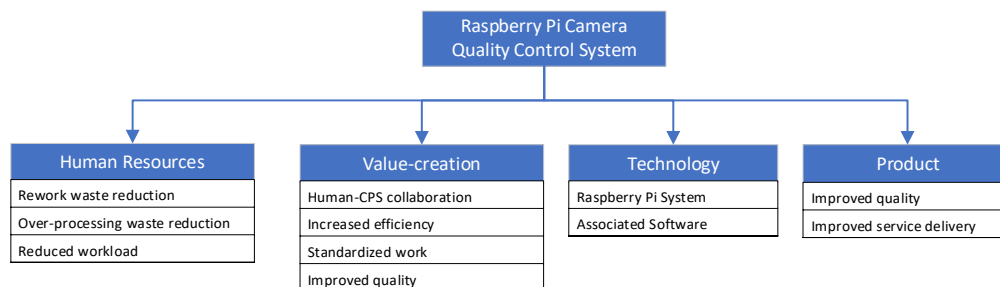 Raspberry Pi Camera
Quality Control System
Human Resources
Rework waste reduction
Over-processing waste reduction
Reduced workload
Value-creation
Human-CPS collaboration
Increased efficiency
Standardized work
Improved quality
Technology
Raspberry Pi System
Associated Software
Product
Improved quality
Improved service delivery